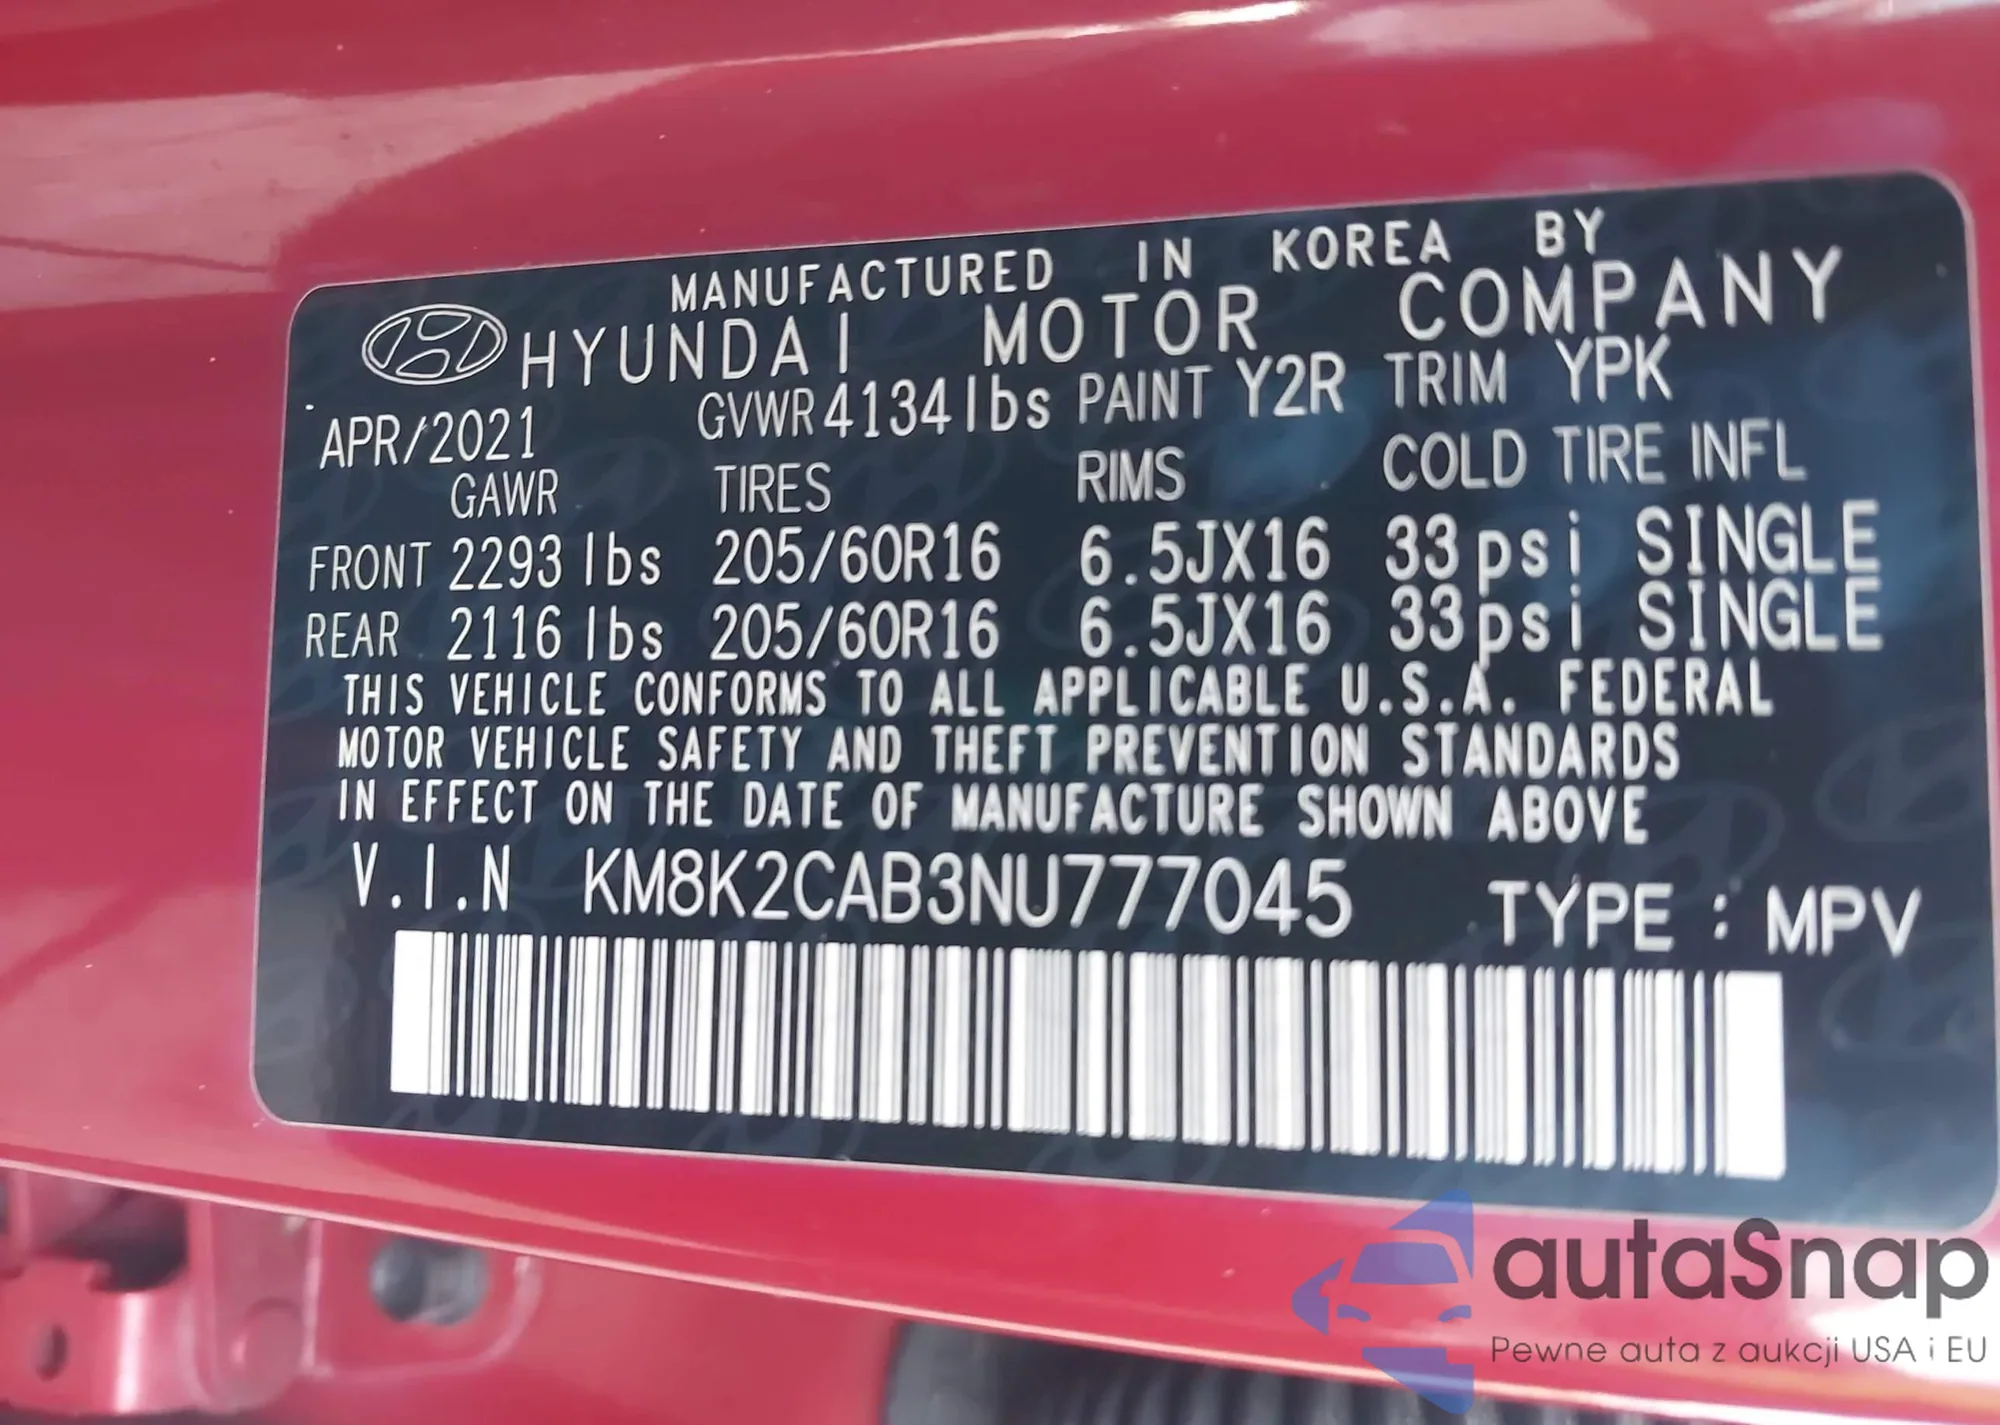 MANUFACTURED IN KOREA BY
HYUNDAI MOTOR COMPANY
APR/2021 GVWR 4134 lbs PAINT Y2R TRIM YPK
GAWR TIRES RIMS COLD TIRE INFL
FRONT 2293 lbs 205/60R16 6.5JX16 33psi SINGLE
REAR 2116 lbs 205/60R16 6.5JX16 33psi SINGLE
THIS VEHICLE CONFORMS TO ALL APPLICABLE U.S.A. FEDERAL
MOTOR VEHICLE SAFETY AND THEFT PREVENTION STANDARDS
IN EFFECT ON THE DATE OF MANUFACTURE SHOWN ABOVE
V.I.N KM8K2CAB3NU777045 TYPE : MPV
autaSnap
Pewne auta z aukcji USA i EU